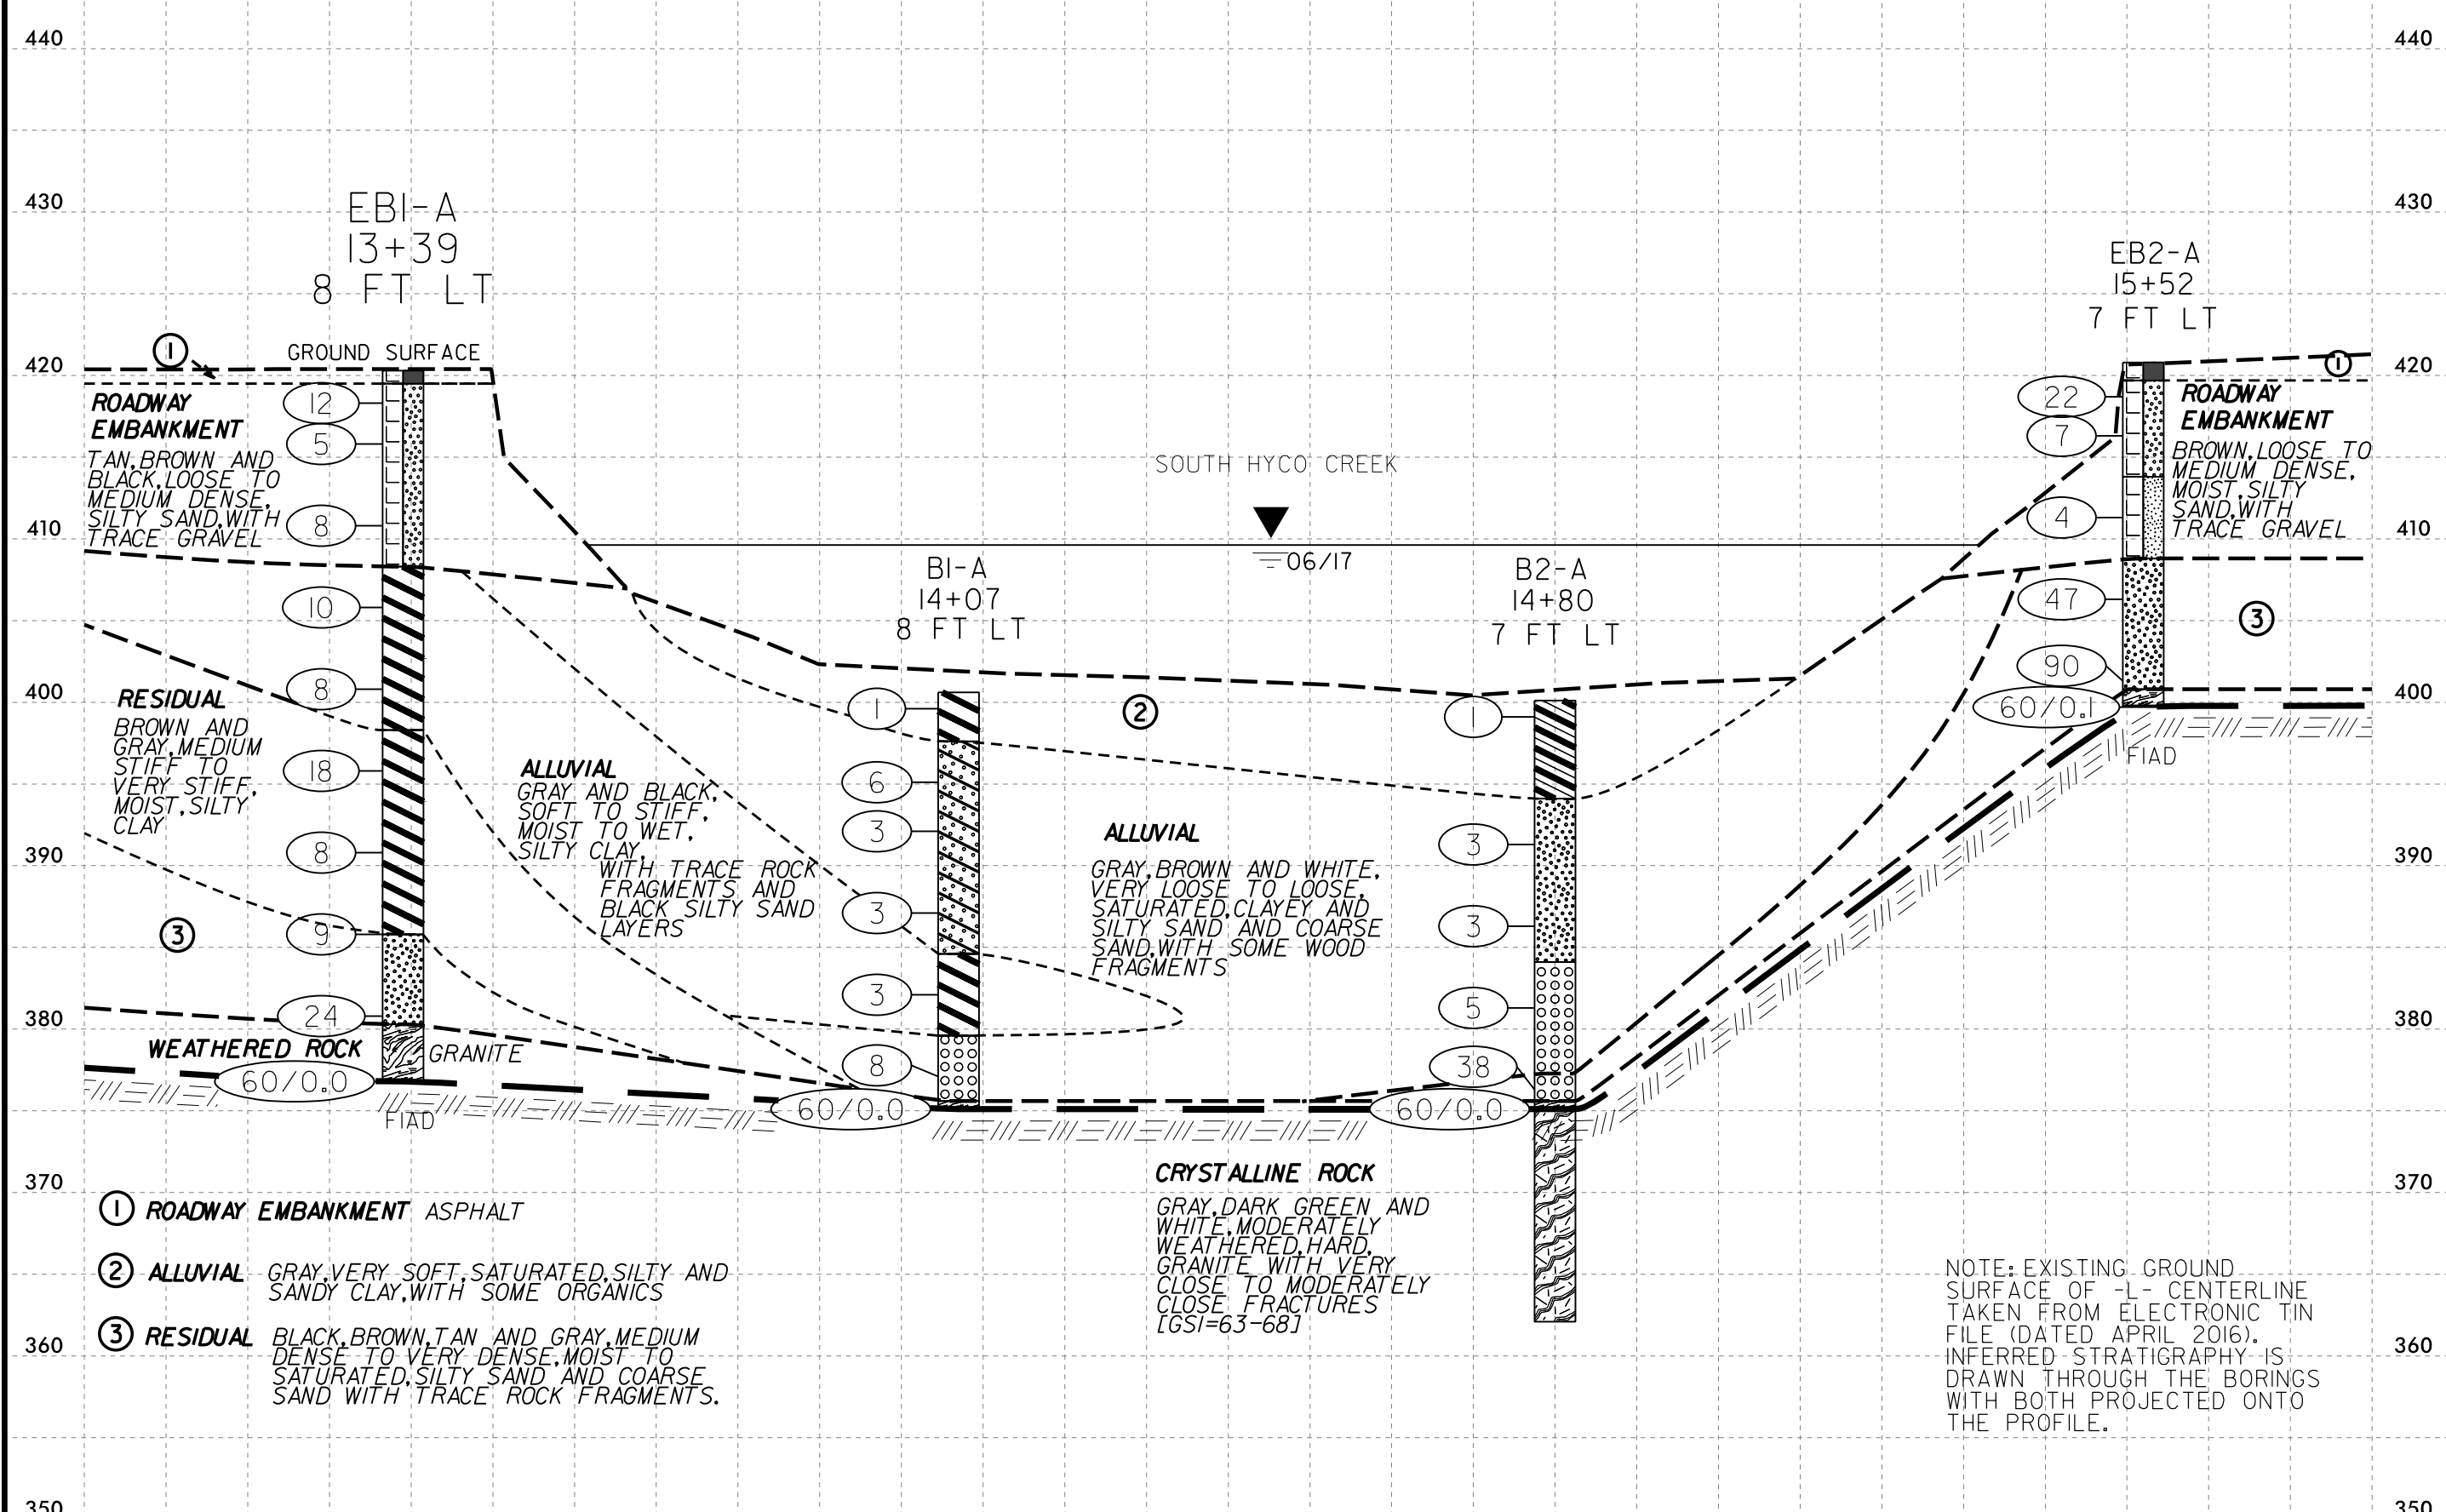 440
440
430
430
EB1-A
13+39
8 FT LT
EB2-A
15+52
7 FT LT
1
GROUND SURFACE
420
420
1
ROADWAY
EMBANKMENT
TAN,BROWN AND
BLACK,LOOSE TO
MEDIUM DENSE,
SILTY SAND,WITH
TRACE GRAVEL
12
5
8
10
8
18
8
9
24
60/0.0
FIAD
SOUTH HYCO CREEK
06/17
22
7
4
47
90
60/0.1
FIAD
ROADWAY
EMBANKMENT
BROWN,LOOSE TO
MEDIUM DENSE,
MOIST,SILTY
SAND,WITH
TRACE GRAVEL
410
410
B1-A
14+07
8 FT LT
1
6
3
3
3
8
60/0.0
B2-A
14+80
7 FT LT
1
3
3
5
38
60/0.0
3
2
400
400
RESIDUAL
BROWN AND
GRAY,MEDIUM
STIFF TO
VERY STIFF,
MOIST,SILTY
CLAY
ALLUVIAL
GRAY AND BLACK,
SOFT TO STIFF,
MOIST TO WET,
SILTY CLAY,
WITH TRACE ROCK
FRAGMENTS AND
BLACK SILTY SAND
LAYERS
ALLUVIAL
GRAY,BROWN AND WHITE,
VERY LOOSE TO LOOSE,
SATURATED,CLAYEY AND
SILTY SAND AND COARSE
SAND,WITH SOME WOOD
FRAGMENTS
390
390
3
380
380
WEATHERED ROCK
GRANITE
370
370
CRYSTALLINE ROCK
GRAY,DARK GREEN AND
WHITE,MODERATELY
WEATHERED,HARD,
GRANITE WITH VERY
CLOSE TO MODERATELY
CLOSE FRACTURES
[GSI=63-68]
1 ROADWAY EMBANKMENT ASPHALT
2 ALLUVIAL GRAY,VERY SOFT,SATURATED,SILTY AND
SANDY CLAY,WITH SOME ORGANICS
3 RESIDUAL BLACK,BROWN,TAN AND GRAY,MEDIUM
DENSE TO VERY DENSE,MOIST TO
SATURATED,SILTY SAND AND COARSE
SAND WITH TRACE ROCK FRAGMENTS.
NOTE: EXISTING GROUND
SURFACE OF -L- CENTERLINE
TAKEN FROM ELECTRONIC TIN
FILE (DATED APRIL 2016).
INFERRED STRATIGRAPHY IS
DRAWN THROUGH THE BORINGS
WITH BOTH PROJECTED ONTO
THE PROFILE.
360
360
350
350